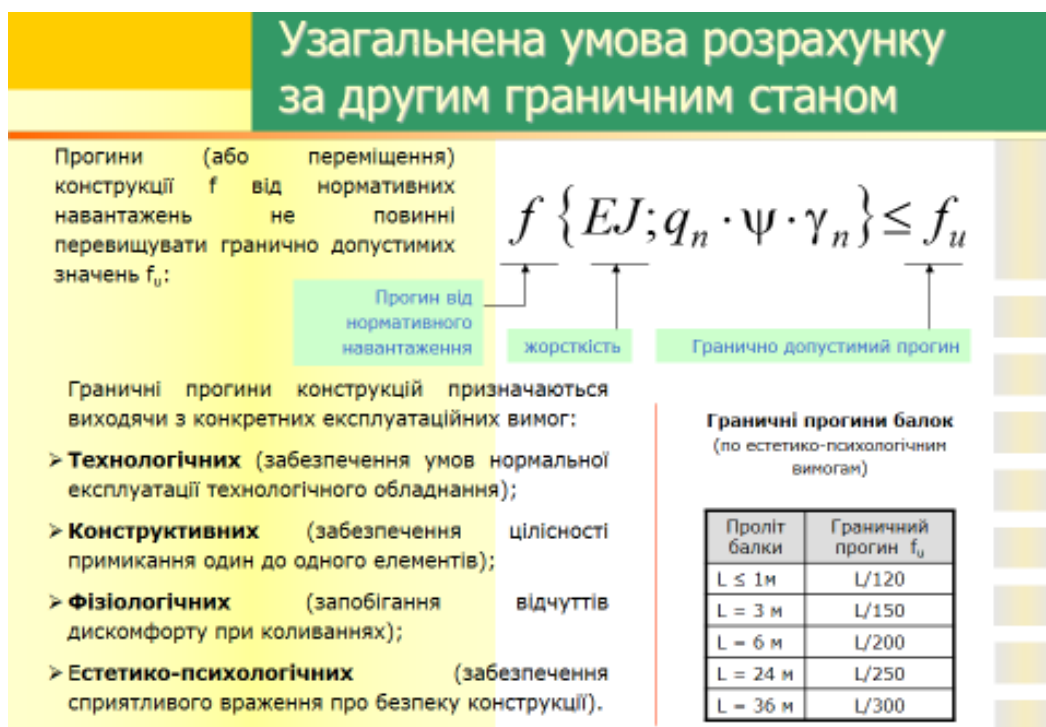 Узагальнена умова розрахунку
за другим граничним станом
Прогини (або переміщення)
конструкції f від нормативних
навантажень не повинні
перевищувати гранично допустимих
значень fᵤ:
f {EJ; qₙ · ψ · γₙ} ≤ fᵤ
Прогин від
нормативного
навантаження
жорсткість
Гранично допустимий прогин
Граничні прогини конструкцій призначаються
виходячи з конкретних експлуатаційних вимог:
➢ Технологічних (забезпечення умов нормальної
експлуатації технологічного обладнання);
➢ Конструктивних (забезпечення цілісності
примикання один до одного елементів);
➢ Фізіологічних (запобігання відчуттів
дискомфорту при коливаннях);
➢ Естетико-психологічних (забезпечення
сприятливого враження про безпеку конструкції).
Граничні прогини балок
(по естетико-психологічним
вимогам)
Проліт балки Граничний прогин fᵤ
L ≤ 1м L/120
L = 3 м L/150
L = 6 м L/200
L = 24 м L/250
L = 36 м L/300